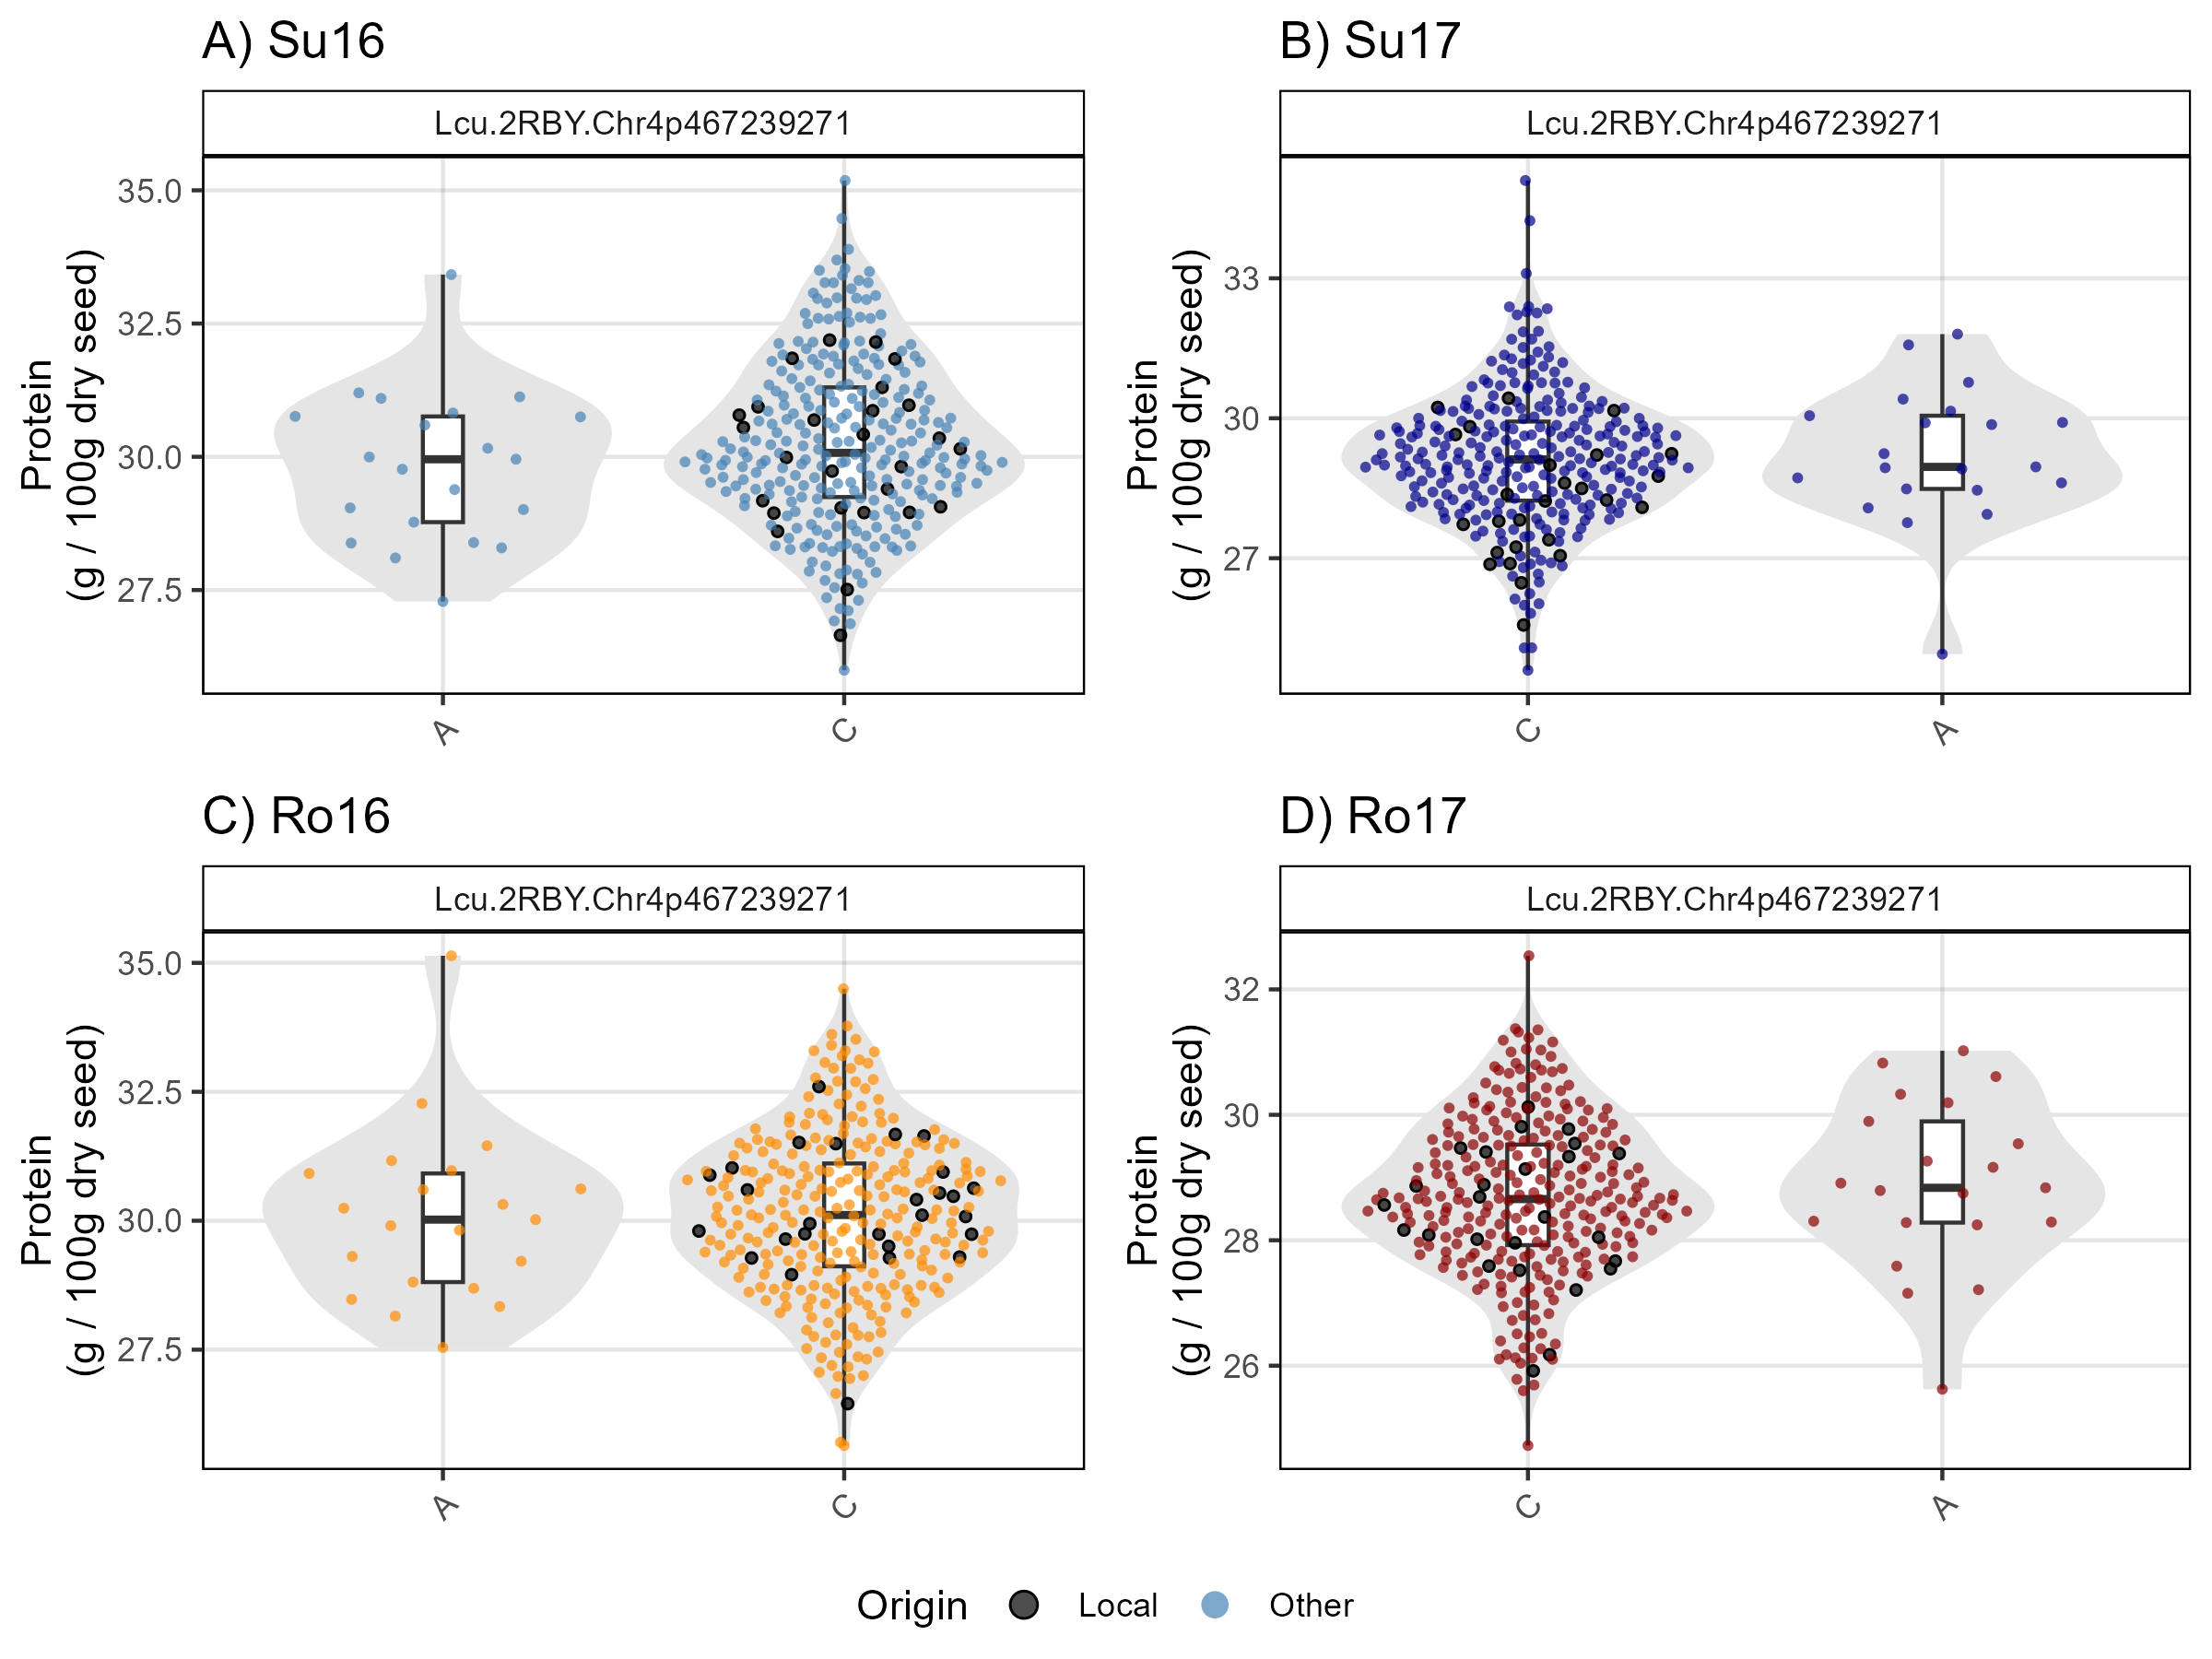 A) Su16
Lcu.2RBY.Chr4p467239271
Protein
(g / 100g dry seed)
35.0
32.5
30.0
27.5
A
C
B) Su17
Lcu.2RBY.Chr4p467239271
Protein
(g / 100g dry seed)
33
30
27
C
A
C) Ro16
Lcu.2RBY.Chr4p467239271
Protein
(g / 100g dry seed)
35.0
32.5
30.0
27.5
A
C
D) Ro17
Lcu.2RBY.Chr4p467239271
Protein
(g / 100g dry seed)
32
30
28
26
C
A
Origin Local Other